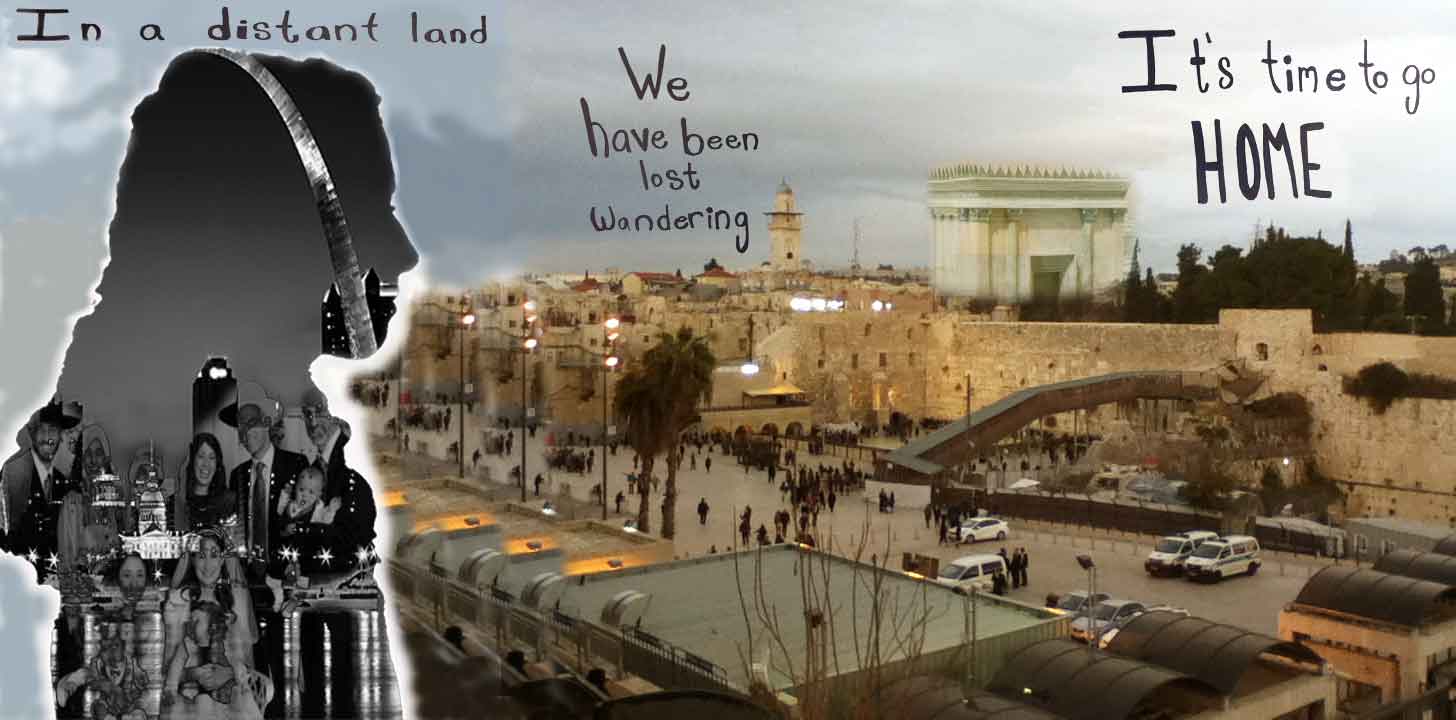 In a distant land
We
have been
lost
wandering
It's time to go
HOME